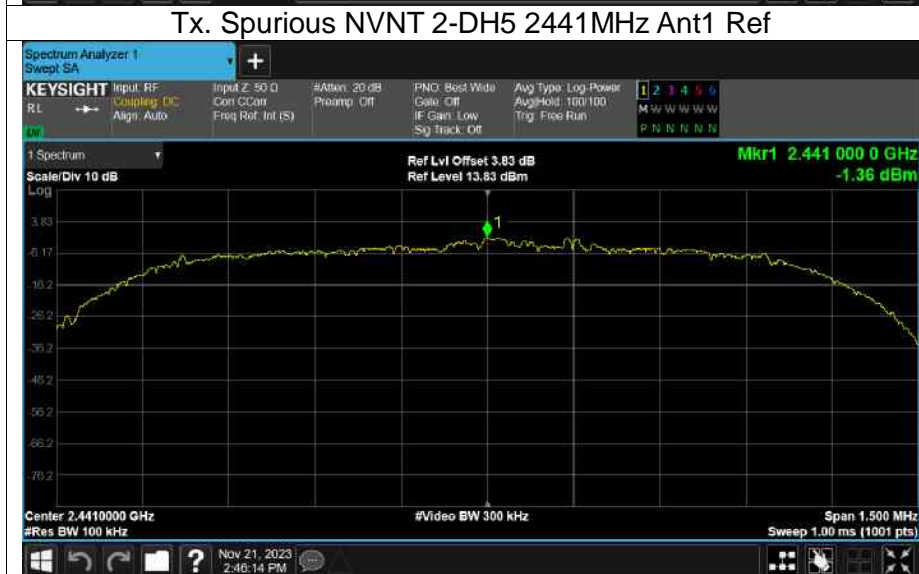 Tx. Spurious NVNT 2-DH5 2441MHz Ant1 Ref
Spectrum Analyzer 1
Swept SA
+
KEYSIGHT
RL
Input: RF
Coupling: DC
Align: Auto
Input Z: 50 Ω
Corr CCorr
Freq Ref: Int (S)
#Atten: 20 dB
Preamp: Off
PNO: Best Wide
Gate: Off
IF Gain: Low
Sig Track: Off
Avg Type: Log-Power
Avg|Hold: 100/100
Trig: Free Run
1 2 3 4 5 6
M W W W W W
P N N N N N
1 Spectrum
Scale/Div 10 dB
Log
Ref Lvl Offset 3.83 dB
Ref Level 13.83 dBm
Mkr1 2.441 000 0 GHz
-1.36 dBm
1
3.83
-6.17
-16.2
-26.2
-36.2
-46.2
-56.2
-66.2
-76.2
Center 2.4410000 GHz
#Res BW 100 kHz
#Video BW 300 kHz
Span 1.500 MHz
Sweep 1.00 ms (1001 pts)
?
Nov 21, 2023
2:46:14 PM